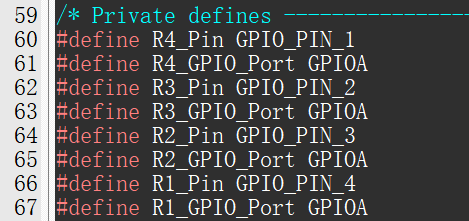 59 /* Private defines -----------------
60 #define R4_Pin GPIO_PIN_1
61 #define R4_GPIO_Port GPIOA
62 #define R3_Pin GPIO_PIN_2
63 #define R3_GPIO_Port GPIOA
64 #define R2_Pin GPIO_PIN_3
65 #define R2_GPIO_Port GPIOA
66 #define R1_Pin GPIO_PIN_4
67 #define R1_GPIO_Port GPIOA